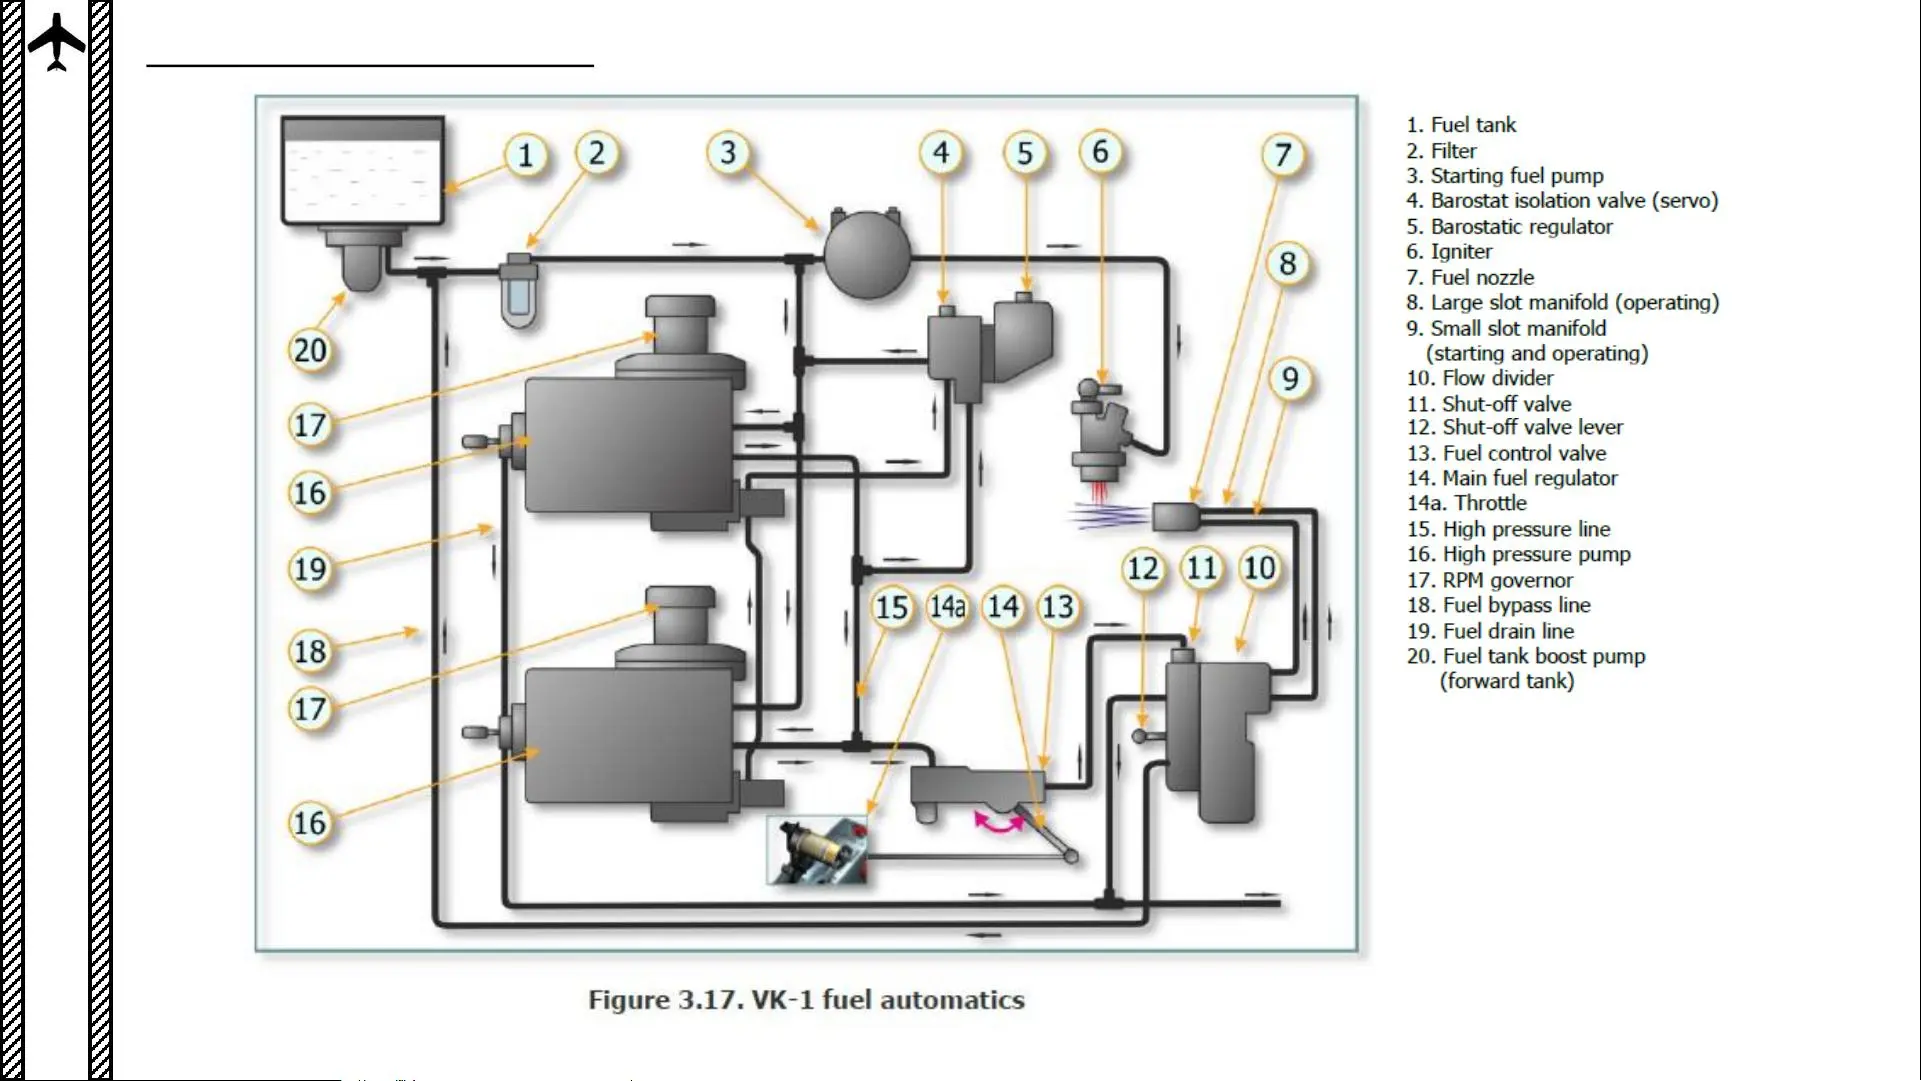 1
2
3
4
5
6
7
8
20
9
17
16
19
12
11
10
15
14a
14
13
18
17
16
1. Fuel tank
2. Filter
3. Starting fuel pump
4. Barostat isolation valve (servo)
5. Barostatic regulator
6. Igniter
7. Fuel nozzle
8. Large slot manifold (operating)
9. Small slot manifold
(starting and operating)
10. Flow divider
11. Shut-off valve
12. Shut-off valve lever
13. Fuel control valve
14. Main fuel regulator
14a. Throttle
15. High pressure line
16. High pressure pump
17. RPM governor
18. Fuel bypass line
19. Fuel drain line
20. Fuel tank boost pump
(forward tank)
Figure 3.17. VK-1 fuel automatics